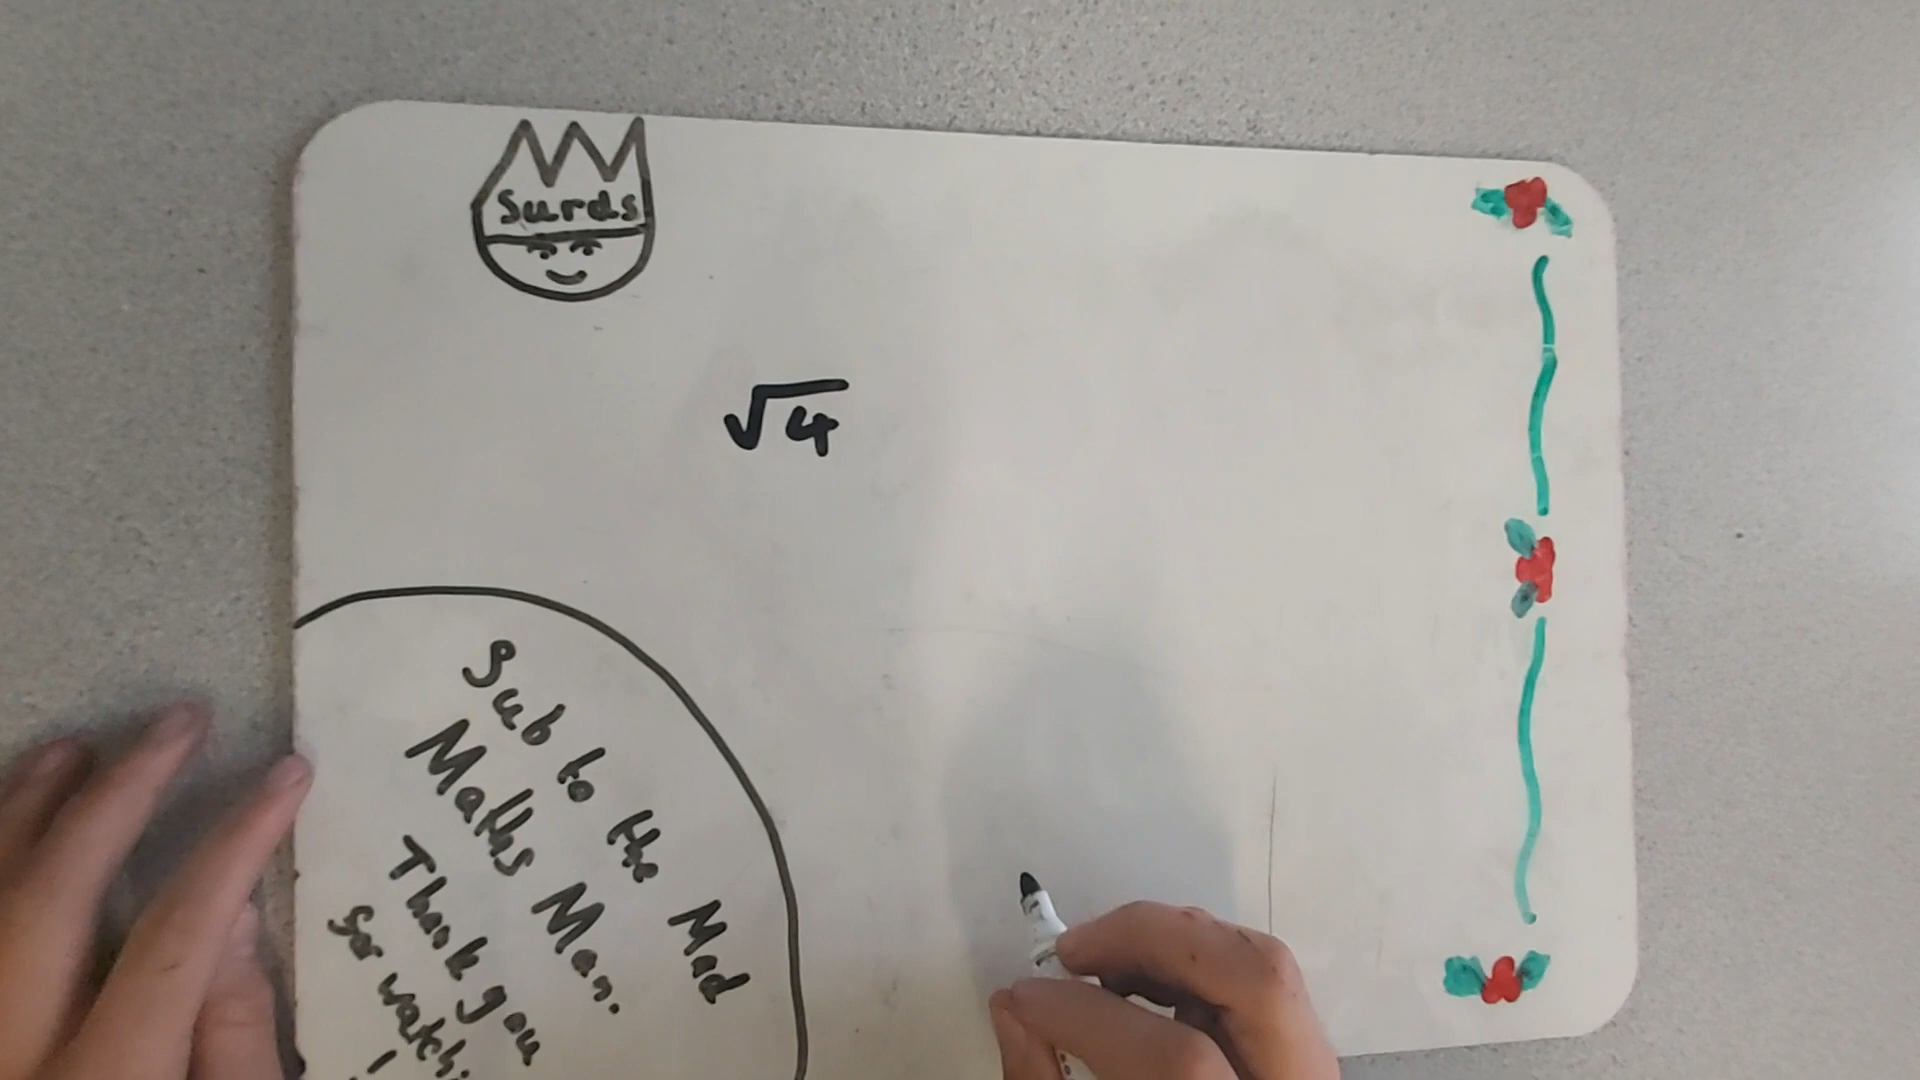 Surds
√4
Sub to the Mad
Maths Man.
Thank you
for watchi